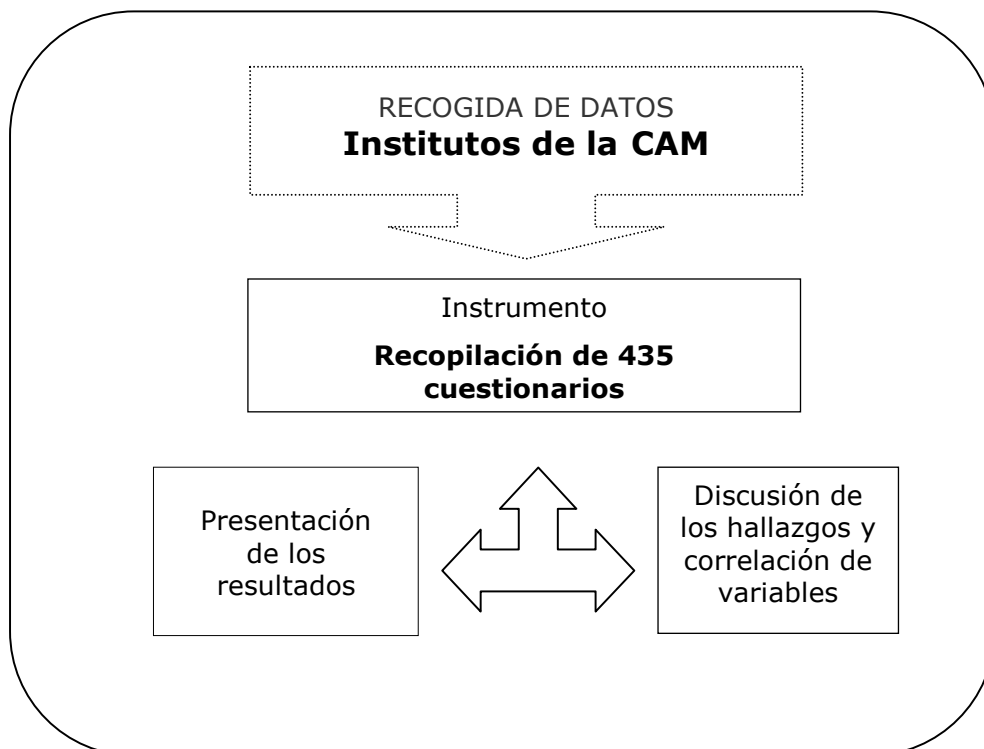 RECOGIDA DE DATOS
Institutos de la CAM
Instrumento
Recopilación de 435
cuestionarios
Presentación
de los
resultados
Discusión de
los hallazgos y
correlación de
variables